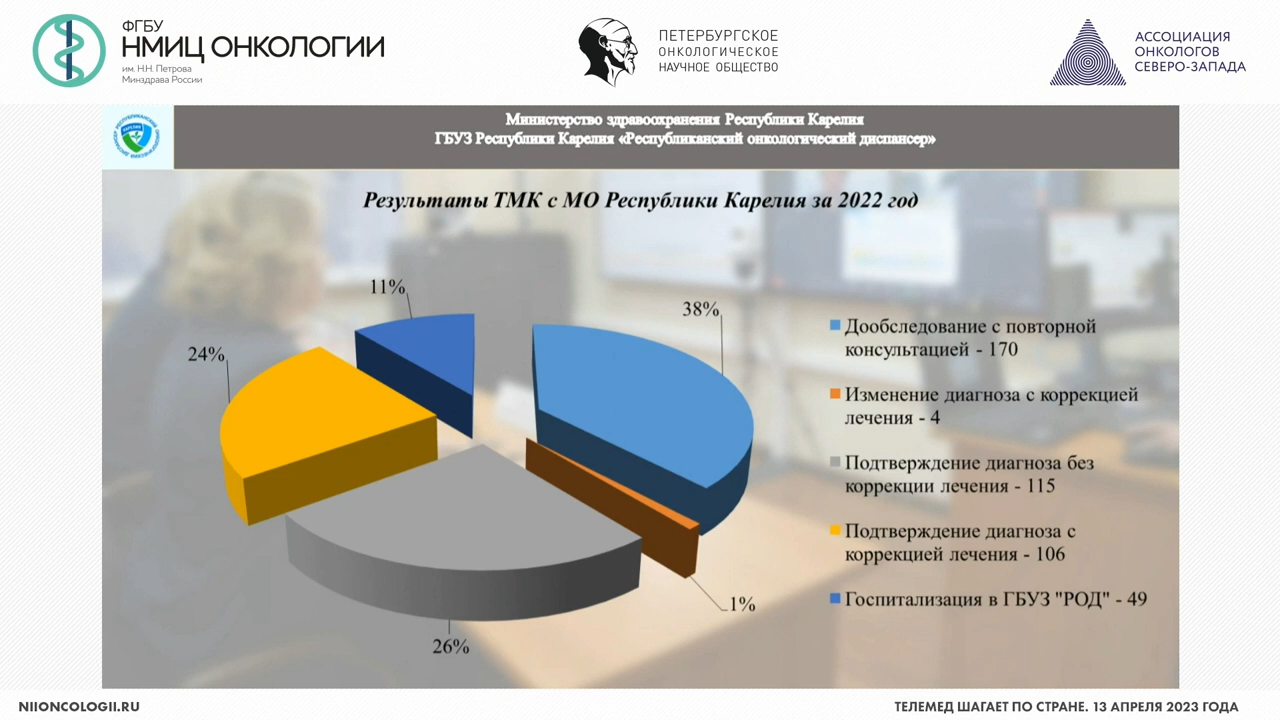 ФГБУ
НМИЦ ОНКОЛОГИИ
им. Н.Н. Петрова
Минздрава России
ПЕТЕРБУРГСКОЕ
ОНКОЛОГИЧЕСКОЕ
НАУЧНОЕ ОБЩЕСТВО
АССОЦИАЦИЯ
ОНКОЛОГОВ
СЕВЕРО-ЗАПАДА
Министерство здравоохранения Республики Карелия
ГБУЗ Республики Карелия «Республиканский онкологический диспансер»
Результаты ТМК с МО Республики Карелия за 2022 год
11%
38%
24%
1%
26%
Дообследование с повторной
консультацией - 170
Изменение диагноза с коррекцией
лечения - 4
Подтверждение диагноза без
коррекции лечения - 115
Подтверждение диагноза с
коррекцией лечения - 106
Госпитализация в ГБУЗ "РОД" - 49
NIIONCOLOGII.RU
ТЕЛЕМЕД ШАГАЕТ ПО СТРАНЕ. 13 АПРЕЛЯ 2023 ГОДА